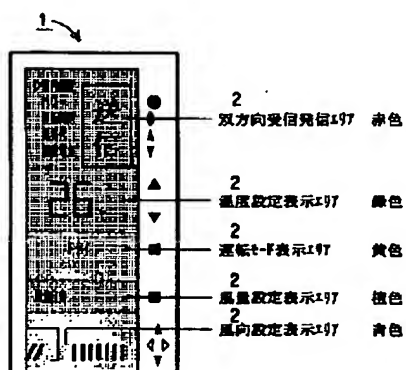 1
送信
2
双方向受信発信エリア 赤色
2
温度設定表示エリア 緑色
2
運転モード表示エリア 黄色
2
風量設定表示エリア 橙色
2
風向設定表示エリア 青色